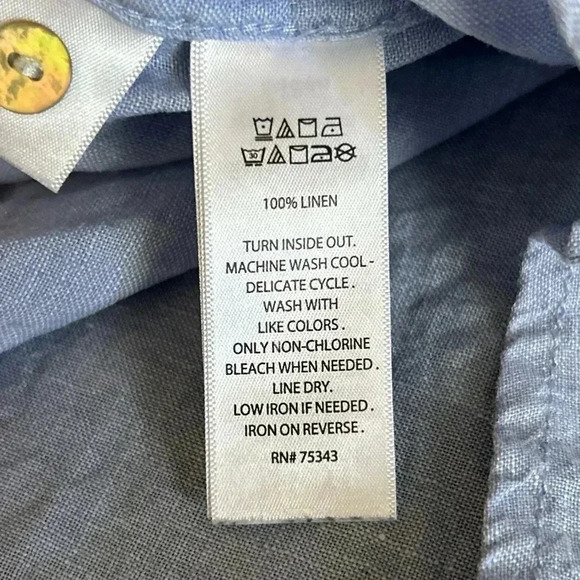 30
100% LINEN
TURN INSIDE OUT.
MACHINE WASH COOL -
DELICATE CYCLE .
WASH WITH
LIKE COLORS .
ONLY NON-CHLORINE
BLEACH WHEN NEEDED .
LINE DRY.
LOW IRON IF NEEDED .
IRON ON REVERSE .
RN# 75343